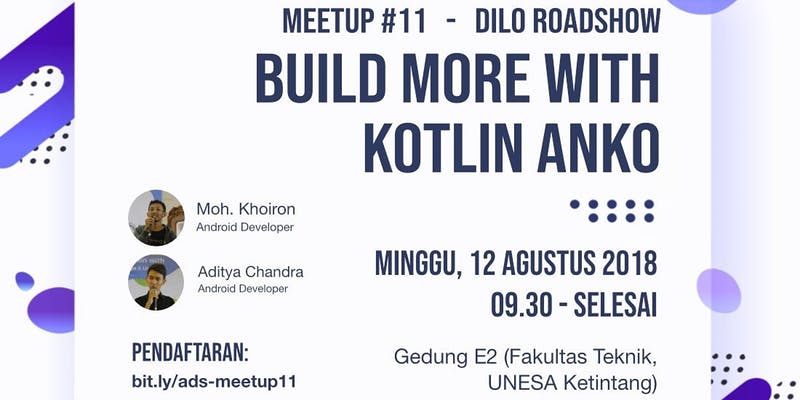 MEETUP #11 - DILO ROADSHOW
BUILD MORE WITH
KOTLIN ANKO
Moh. Khoiron
Android Developer
Aditya Chandra
Android Developer
MINGGU, 12 AGUSTUS 2018
09.30 - SELESAI
PENDAFTARAN:
bit.ly/ads-meetup11
Gedung E2 (Fakultas Teknik,
UNESA Ketintang)